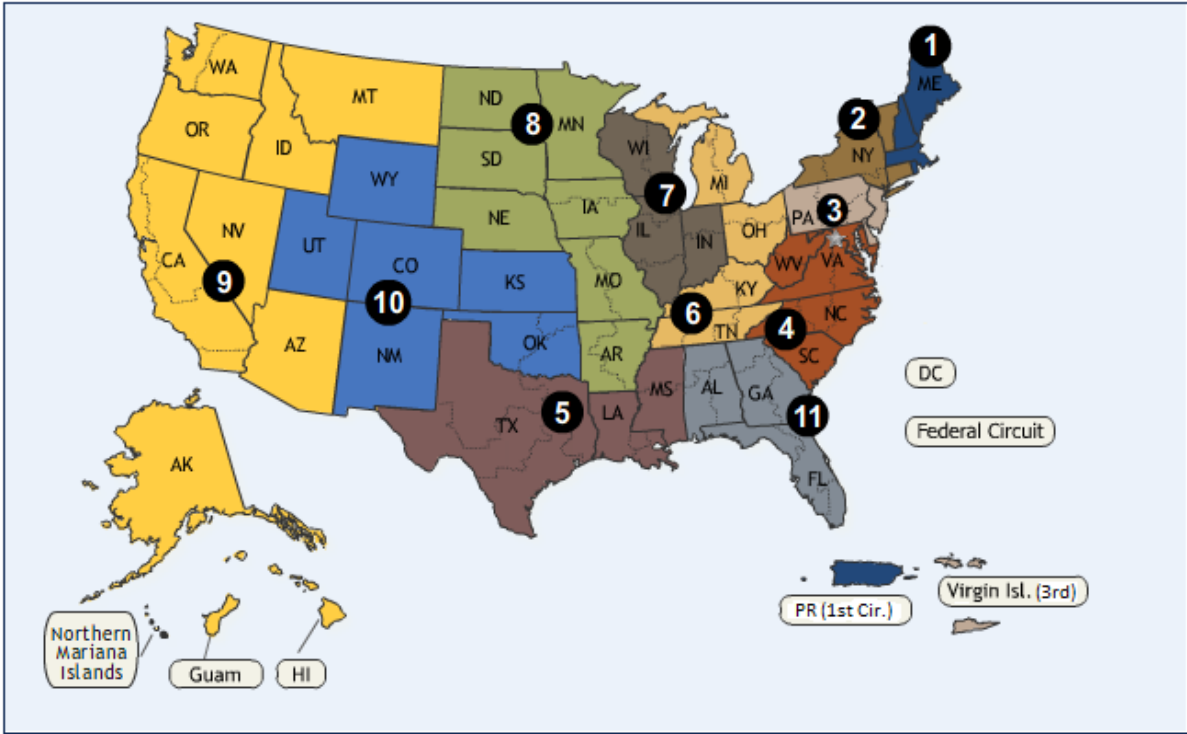 1
WA
ME
MT
ND
2
8
MN
OR
NY
WI
ID
SD
WY
MI
7
IA
3
PA
NE
OH
NV
IL
IN
UT
VA
WV
CA
CO
MO
9
KS
KY
10
NC
6
TN
4
OK
AZ
AR
SC
NM
MS
AL
GA
DC
5
11
LA
TX
Federal Circuit
AK
FL
Virgin Isl. (3rd)
PR (1st Cir.)
Northern
Mariana
Islands
Guam
HI